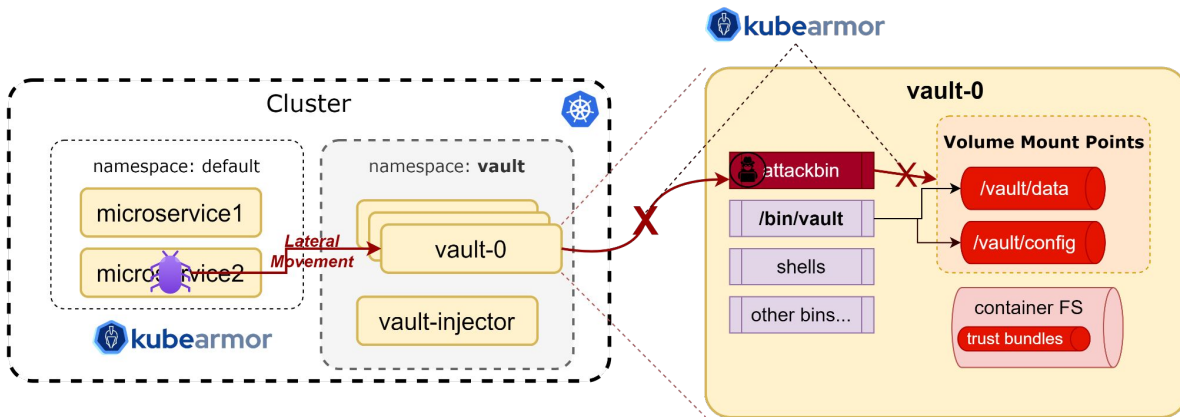 kubearmor
Cluster
namespace: default
microservice1
microservice2
kubearmor
namespace: vault
Lateral
Movement
vault-0
vault-injector
X
vault-0
attackbin
/bin/vault
shells
other bins...
X
Volume Mount Points
/vault/data
/vault/config
container FS
trust bundles